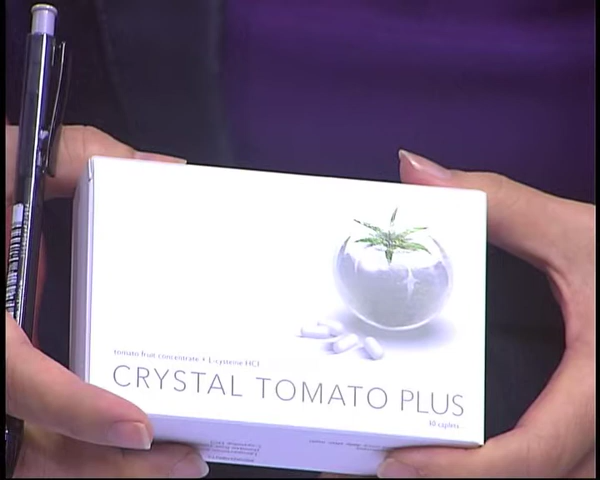 tomato fruit concentrate + L-cysteine HCl
CRYSTAL TOMATO PLUS
30 caplets